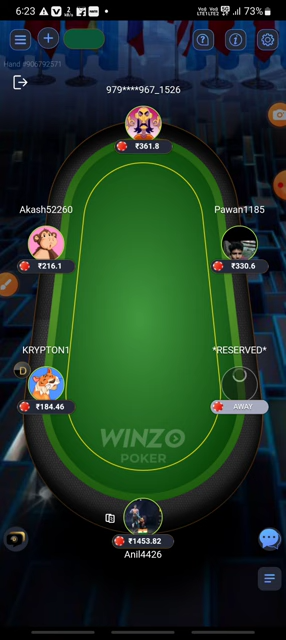 6:23
73%
Hand #906792371
979****967_1526
₹361.8
Akash52260
Pawan1185
₹216.1
₹330.6
KRYPTON1
*RESERVED*
D
₹184.46
AWAY
WINZO
POKER
₹1453.82
Anil4426